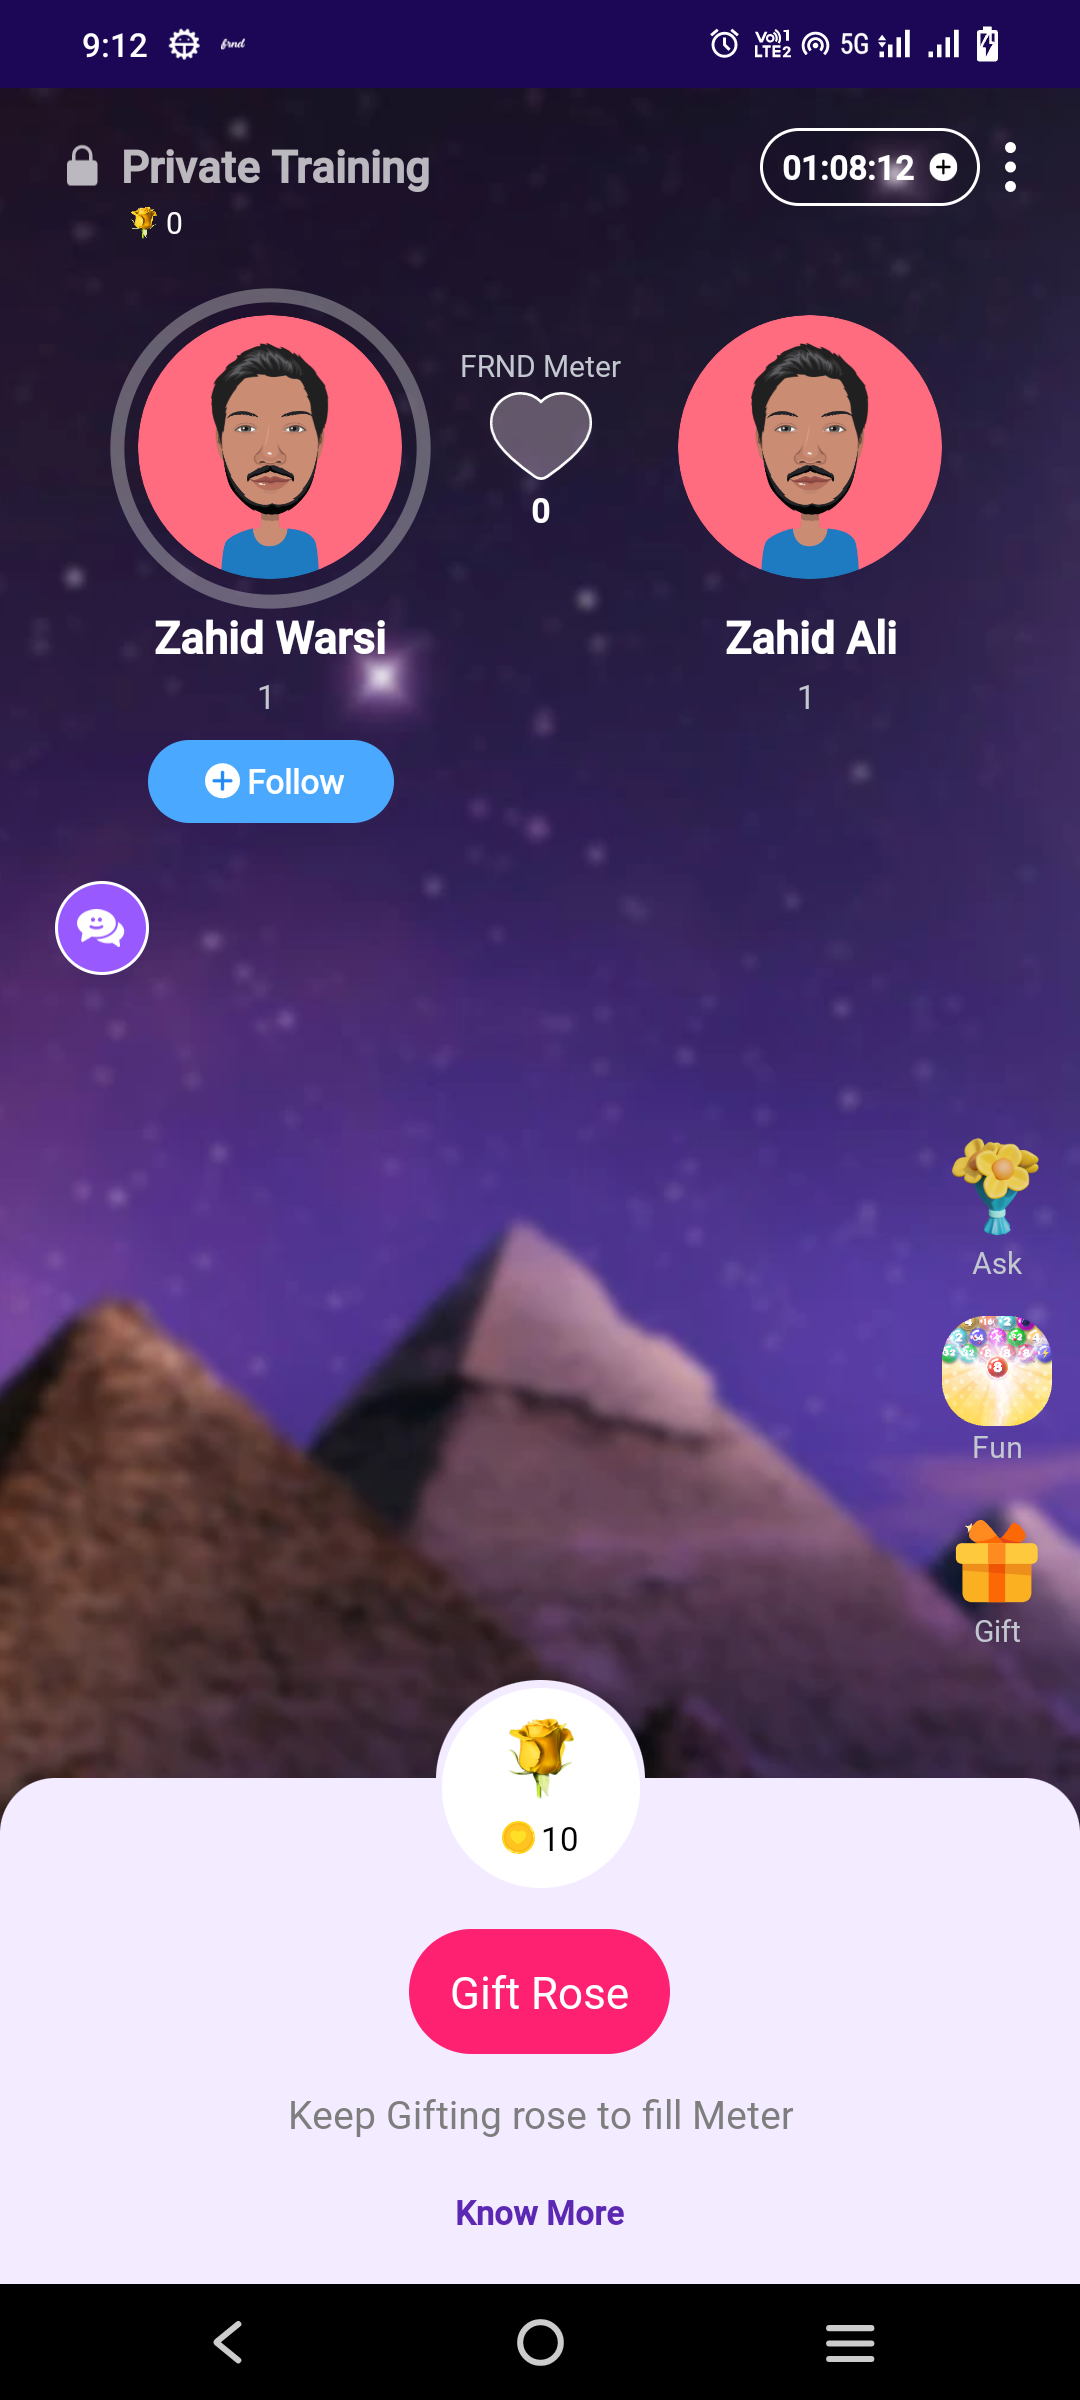 9:12 frnd Vo)) 1 LTE2 5G
Private Training
01:08:12
0
FRND Meter
0
Zahid Warsi
Zahid Ali
1
1
Follow
Ask
Fun
Gift
10
Gift Rose
Keep Gifting rose to fill Meter
Know More